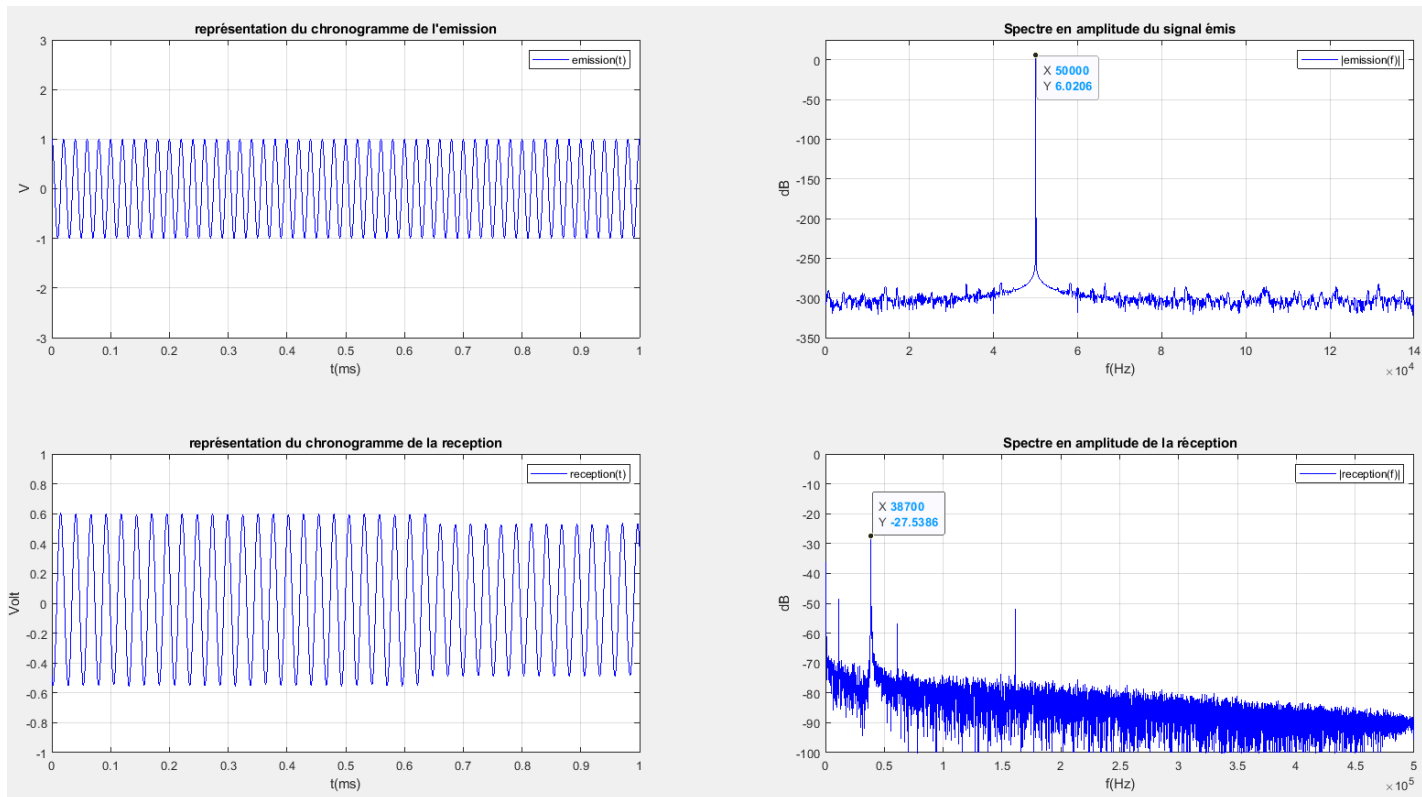 représentation du chronogramme de l'emission
3
2
1
0
-1
-2
-3
V
0 0.1 0.2 0.3 0.4 0.5 0.6 0.7 0.8 0.9 1
t(ms)
emission(t)
Spectre en amplitude du signal émis
0
-50
-100
-150
-200
-250
-300
-350
dB
0 2 4 6 8 10 12 14
×10^4
f(Hz)
|emission(f)|
X 50000
Y 6.0206
représentation du chronogramme de la reception
1
0.8
0.6
0.4
0.2
0
-0.2
-0.4
-0.6
-0.8
-1
Volt
0 0.1 0.2 0.3 0.4 0.5 0.6 0.7 0.8 0.9 1
t(ms)
reception(t)
Spectre en amplitude de la réception
0
-10
-20
-30
-40
-50
-60
-70
-80
-90
-100
dB
0 0.5 1 1.5 2 2.5 3 3.5 4 4.5 5
×10^5
f(Hz)
|reception(f)|
X 38700
Y -27.5386